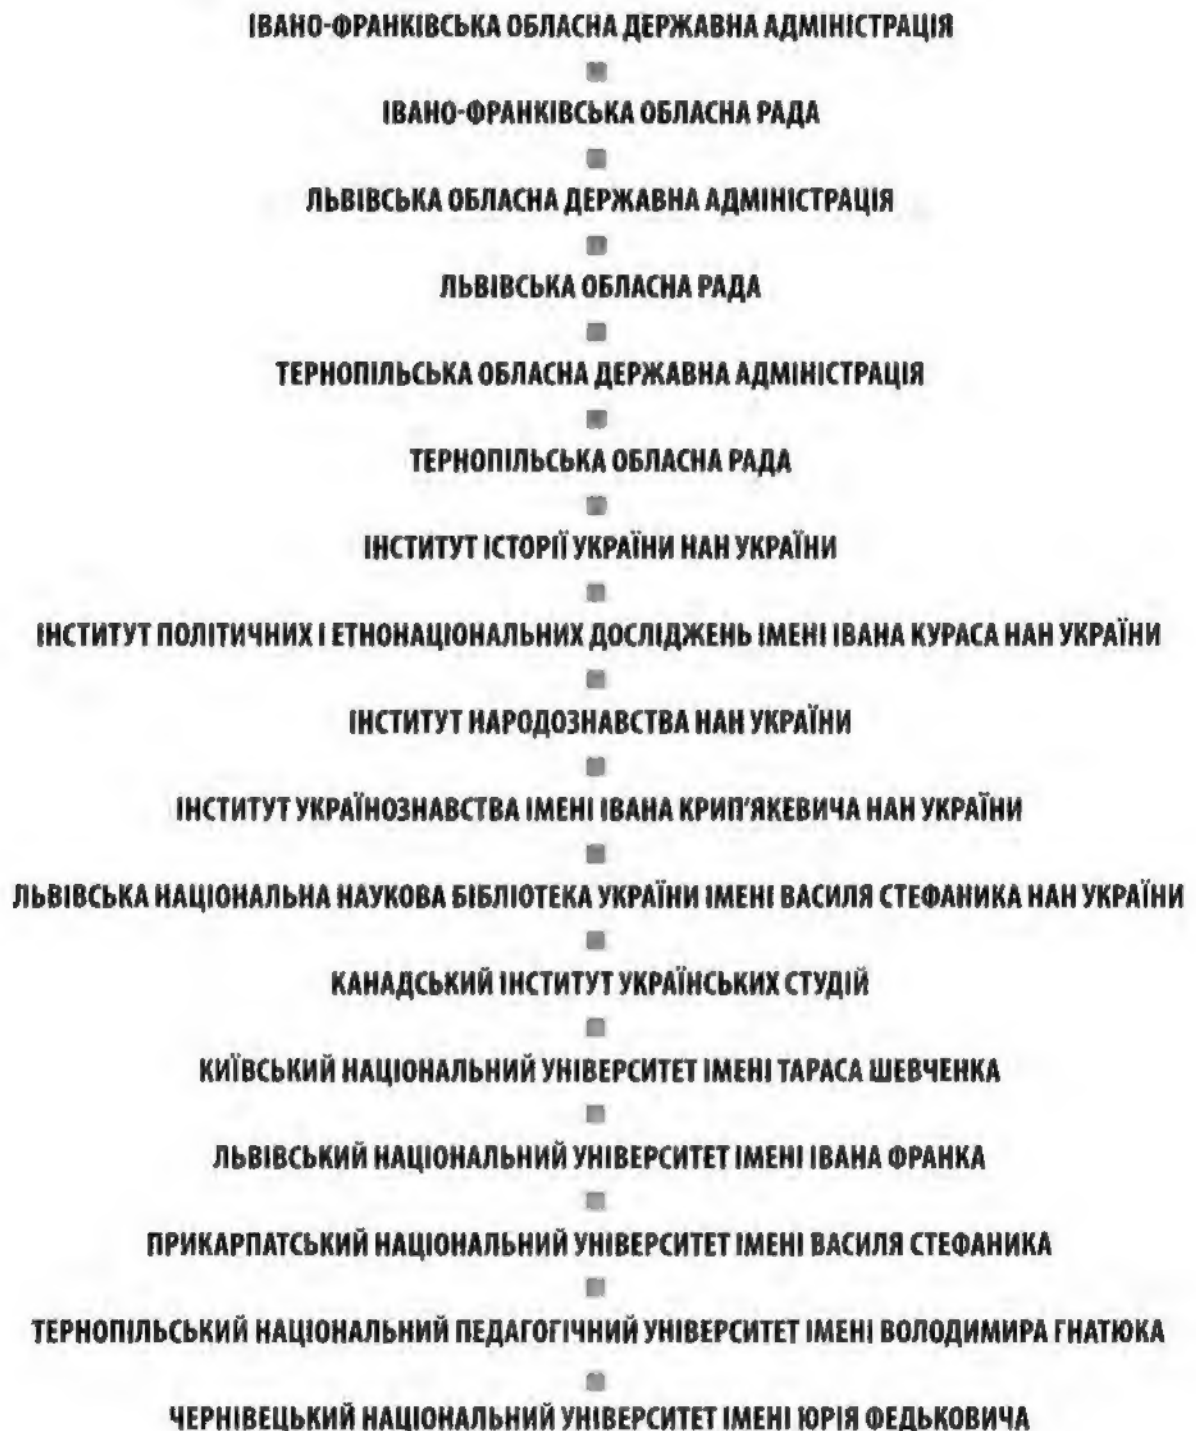 ІВАНО-ФРАНКІВСЬКА ОБЛАСНА ДЕРЖАВНА АДМІНІСТРАЦІЯ
ІВАНО-ФРАНКІВСЬКА ОБЛАСНА РАДА
ЛЬВІВСЬКА ОБЛАСНА ДЕРЖАВНА АДМІНІСТРАЦІЯ
ЛЬВІВСЬКА ОБЛАСНА РАДА
ТЕРНОПІЛЬСЬКА ОБЛАСНА ДЕРЖАВНА АДМІНІСТРАЦІЯ
ТЕРНОПІЛЬСЬКА ОБЛАСНА РАДА
ІНСТИТУТ ІСТОРІЇ УКРАЇНИ НАН УКРАЇНИ
ІНСТИТУТ ПОЛІТИЧНИХ І ЕТНОНАЦІОНАЛЬНИХ ДОСЛІДЖЕНЬ ІМЕНІ ІВАНА КУРАСА НАН УКРАЇНИ
ІНСТИТУТ НАРОДОЗНАВСТВА НАН УКРАЇНИ
ІНСТИТУТ УКРАЇНОЗНАВСТВА ІМЕНІ ІВАНА КРИП'ЯКЕВИЧА НАН УКРАЇНИ
ЛЬВІВСЬКА НАЦІОНАЛЬНА НАУКОВА БІБЛІОТЕКА УКРАЇНИ ІМЕНІ ВАСИЛЯ СТЕФАНИКА НАН УКРАЇНИ
КАНАДСЬКИЙ ІНСТИТУТ УКРАЇНСЬКИХ СТУДІЙ
КИЇВСЬКИЙ НАЦІОНАЛЬНИЙ УНІВЕРСИТЕТ ІМЕНІ ТАРАСА ШЕВЧЕНКА
ЛЬВІВСЬКИЙ НАЦІОНАЛЬНИЙ УНІВЕРСИТЕТ ІМЕНІ ІВАНА ФРАНКА
ПРИКАРПАТСЬКИЙ НАЦІОНАЛЬНИЙ УНІВЕРСИТЕТ ІМЕНІ ВАСИЛЯ СТЕФАНИКА
ТЕРНОПІЛЬСЬКИЙ НАЦІОНАЛЬНИЙ ПЕДАГОГІЧНИЙ УНІВЕРСИТЕТ ІМЕНІ ВОЛОДИМИРА ГНАТЮКА
ЧЕРНІВЕЦЬКИЙ НАЦІОНАЛЬНИЙ УНІВЕРСИТЕТ ІМЕНІ ЮРІЯ ФЕДЬКОВИЧА